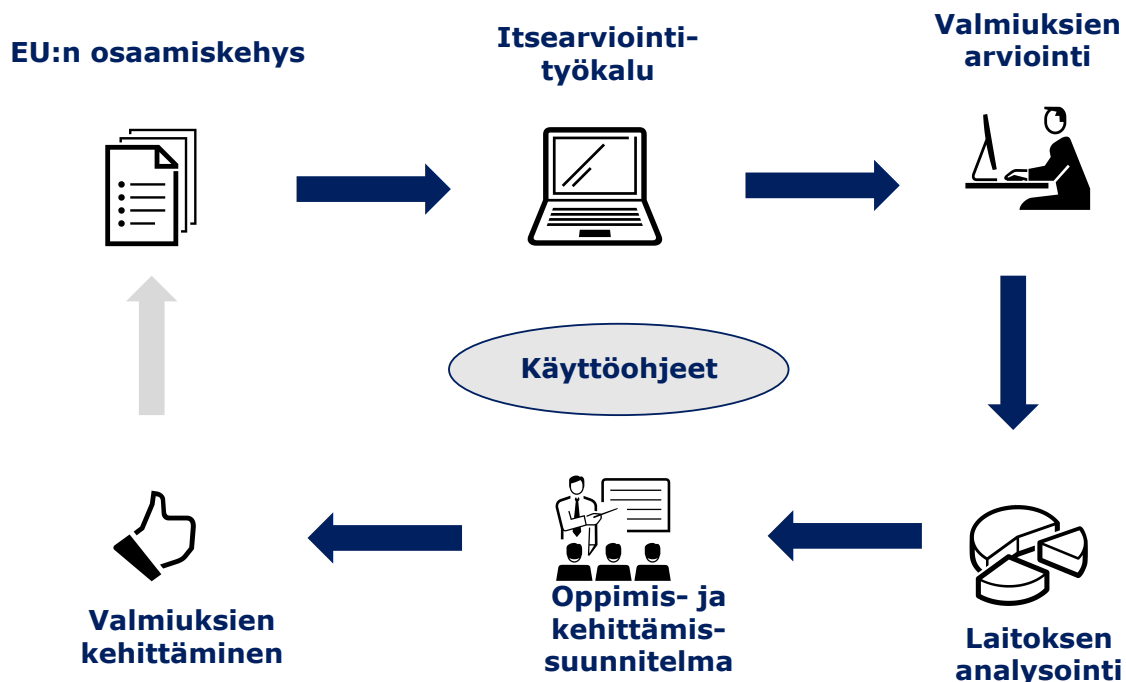 EU:n osaamiskehys
Itsearviointi-
työkalu
Valmiuksien
arviointi
Käyttöohjeet
Valmiuksien
kehittäminen
Oppimis- ja
kehittämis-
suunnitelma
Laitoksen
analysointi